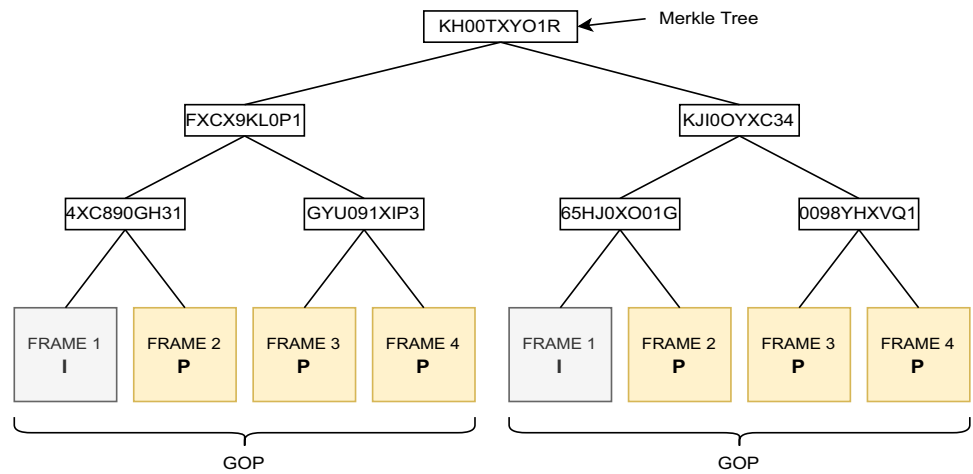 KH00TXYO1R
Merkle Tree
FXCX9KL0P1
KJI0OYXC34
4XC890GH31
GYU091XIP3
65HJ0XO01G
0098YHXVQ1
FRAME 1
I
FRAME 2
P
FRAME 3
P
FRAME 4
P
FRAME 1
I
FRAME 2
P
FRAME 3
P
FRAME 4
P
GOP
GOP